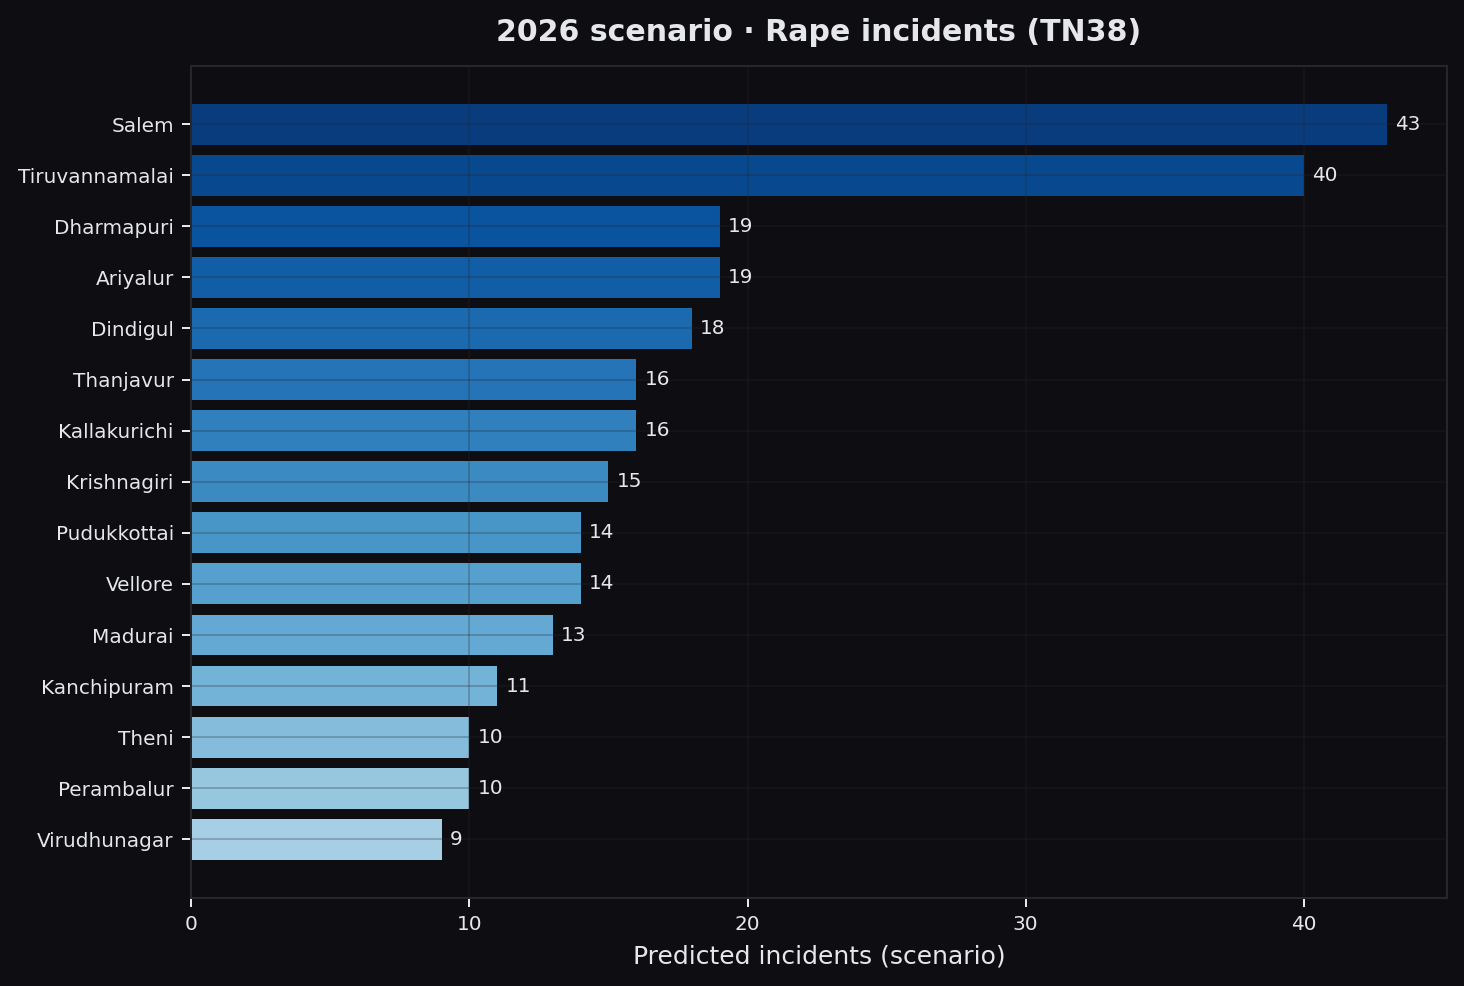 2026 scenario · Rape incidents (TN38)
Salem 43
Tiruvannamalai 40
Dharmapuri 19
Ariyalur 19
Dindigul 18
Thanjavur 16
Kallakurichi 16
Krishnagiri 15
Pudukkottai 14
Vellore 14
Madurai 13
Kanchipuram 11
Theni 10
Perambalur 10
Virudhunagar 9
0 10 20 30 40
Predicted incidents (scenario)